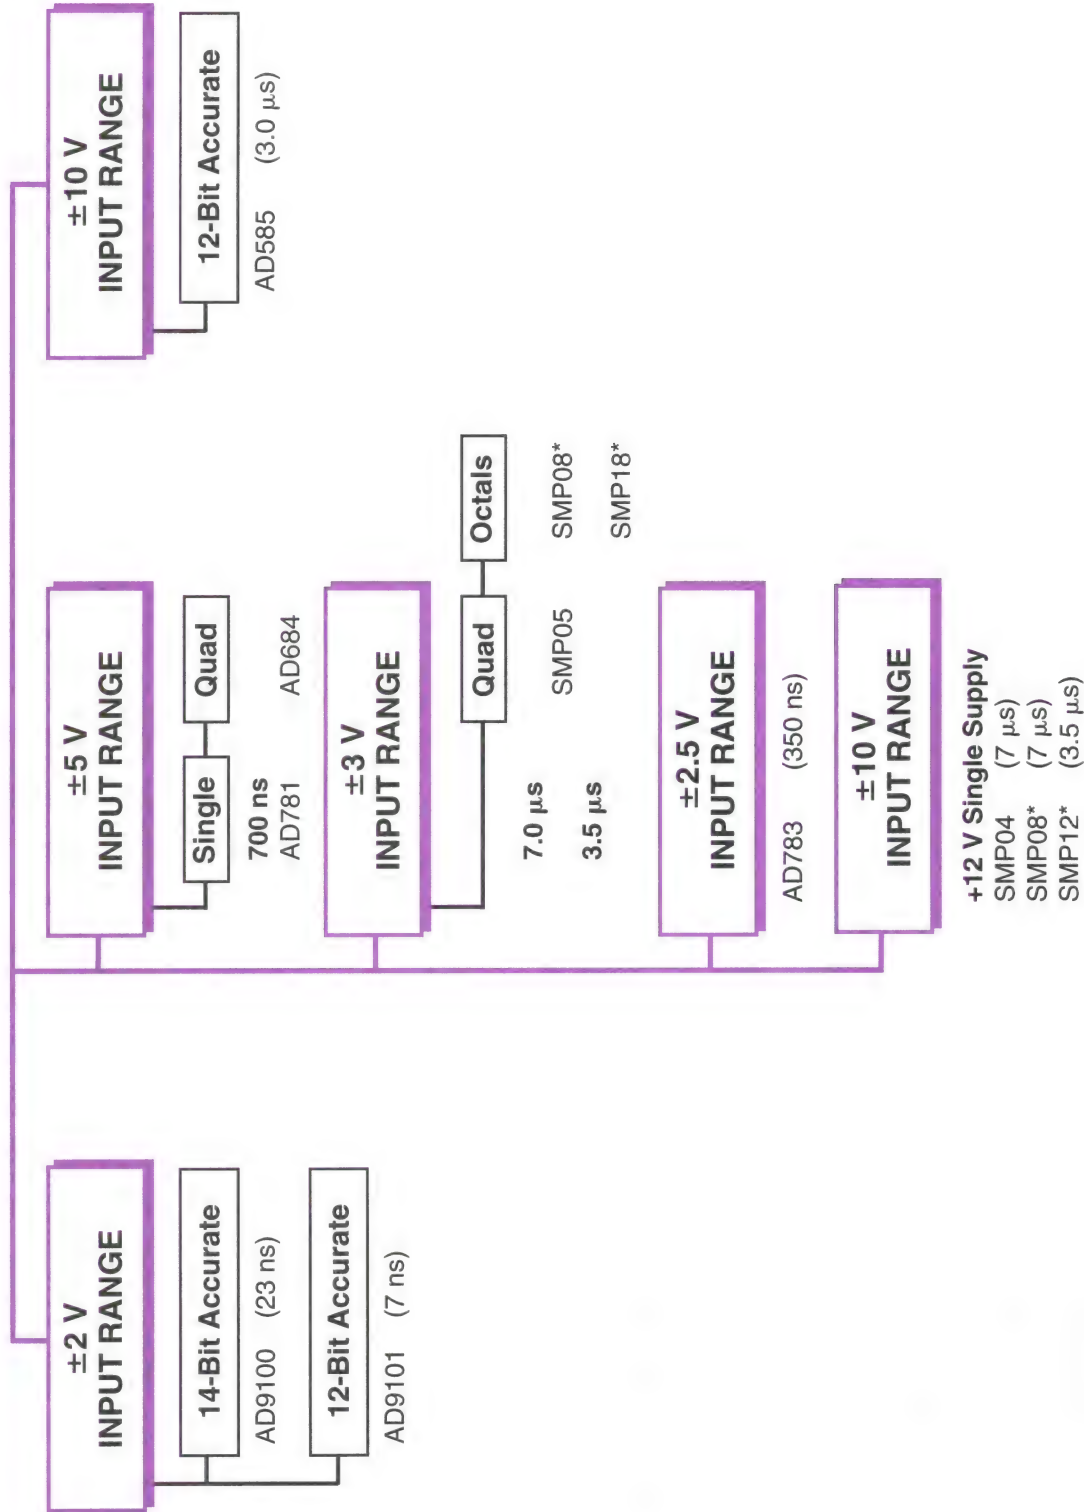 ±2 V
INPUT RANGE
14-Bit Accurate
AD9100 (23 ns)
12-Bit Accurate
AD9101 (7 ns)
±5 V
INPUT RANGE
Single Quad
700 ns
AD781 AD684
±3 V
INPUT RANGE
Quad Octals
7.0 μs SMP05 SMP08*
3.5 μs SMP18*
±2.5 V
INPUT RANGE
AD783 (350 ns)
±10 V
INPUT RANGE
+12 V Single Supply
SMP04 (7 μs)
SMP08* (7 μs)
SMP12* (3.5 μs)
±10 V
INPUT RANGE
12-Bit Accurate
AD585 (3.0 μs)